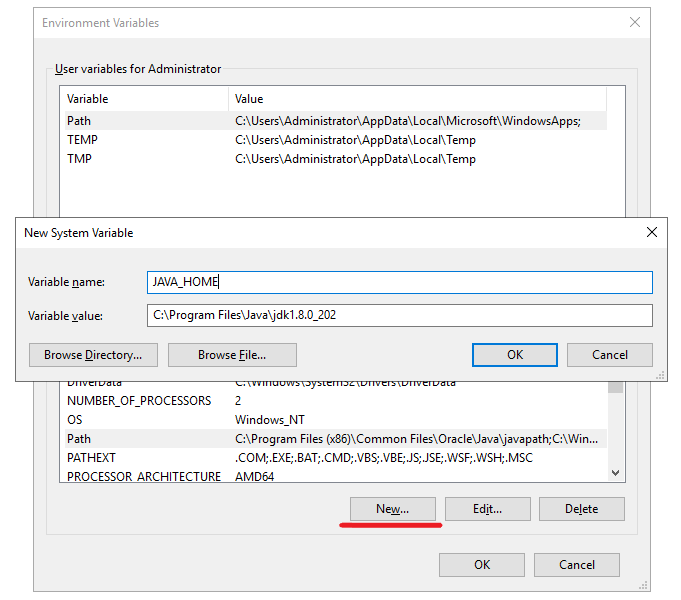 Environment Variables
User variables for Administrator
Variable Value
Path C:\Users\Administrator\AppData\Local\Microsoft\WindowsApps;
TEMP C:\Users\Administrator\AppData\Local\Temp
TMP C:\Users\Administrator\AppData\Local\Temp
New System Variable
Variable name: JAVA_HOME
Variable value: C:\Program Files\Java\jdk1.8.0_202
Browse Directory... Browse File... OK Cancel
DriverData C:\Windows\System32\Drivers\DriverData
NUMBER_OF_PROCESSORS 2
OS Windows_NT
Path C:\Program Files (x86)\Common Files\Oracle\Java\javapath;C:\Win...
PATHEXT .COM;.EXE;.BAT;.CMD;.VBS;.VBE;.JS;.JSE;.WSF;.WSH;.MSC
PROCESSOR_ARCHITECTURE AMD64
New... Edit... Delete
OK Cancel